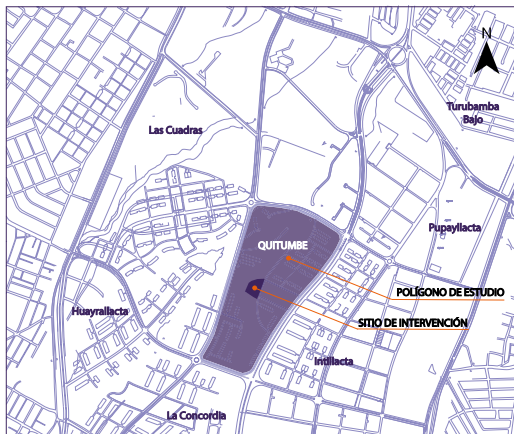 N
Turubamba
Bajo
Las Cuadras
Pupayllacta
QUITUMBE
POLÍGONO DE ESTUDIO
Huayrallacta
SITIO DE INTERVENCIÓN
Intillacta
La Concordia